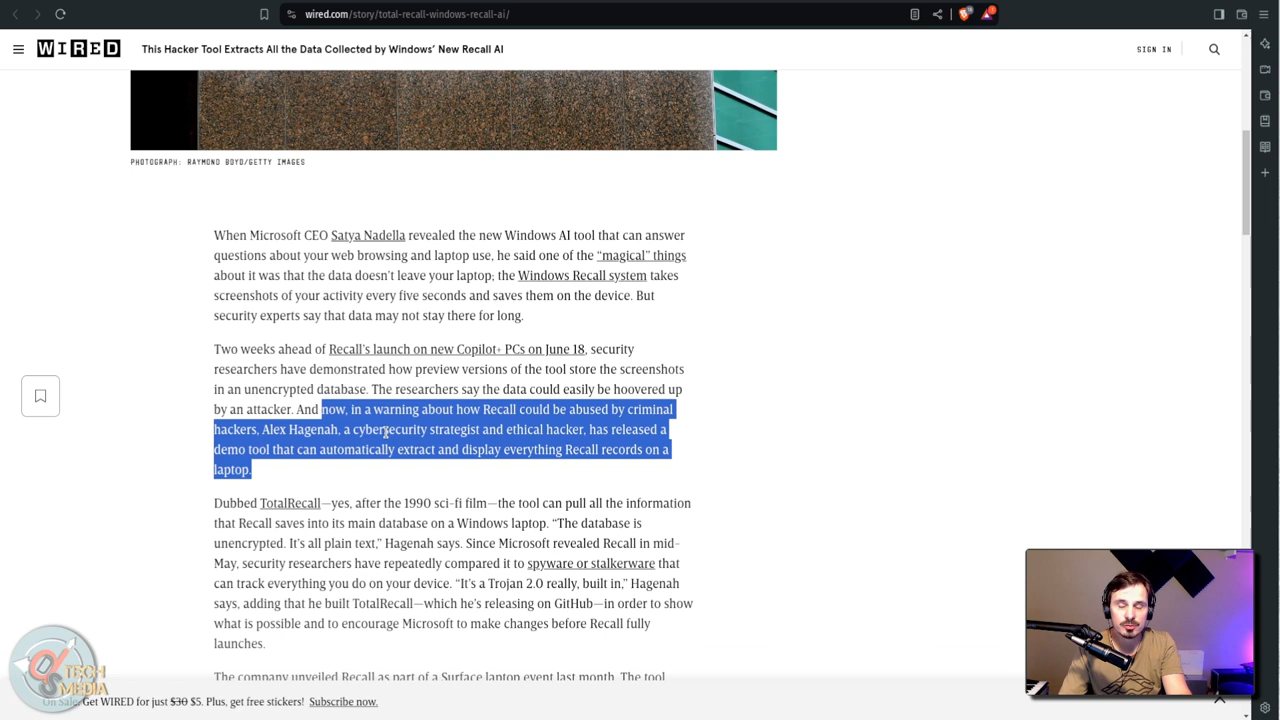 wired.com/story/total-recall-windows-recall-ai/
WIRED
This Hacker Tool Extracts All the Data Collected by Windows' New Recall AI
SIGN IN
PHOTOGRAPH: RAYMOND BOYD/GETTY IMAGES
When Microsoft CEO Satya Nadella revealed the new Windows AI tool that can answer
questions about your web browsing and laptop use, he said one of the “magical” things
about it was that the data doesn’t leave your laptop; the Windows Recall system takes
screenshots of your activity every five seconds and saves them on the device. But
security experts say that data may not stay there for long.
Two weeks ahead of Recall’s launch on new Copilot+ PCs on June 18, security
researchers have demonstrated how preview versions of the tool store the screenshots
in an unencrypted database. The researchers say the data could easily be hoovered up
by an attacker. And now, in a warning about how Recall could be abused by criminal
hackers, Alex Hagenah, a cybersecurity strategist and ethical hacker, has released a
demo tool that can automatically extract and display everything Recall records on a
laptop.
Dubbed TotalRecall—yes, after the 1990 sci-fi film—the tool can pull all the information
that Recall saves into its main database on a Windows laptop. “The database is
unencrypted. It’s all plain text,” Hagenah says. Since Microsoft revealed Recall in mid-
May, security researchers have repeatedly compared it to spyware or stalkerware that
can track everything you do on your device. “It’s a Trojan 2.0 really, built in,” Hagenah
says, adding that he built TotalRecall—which he’s releasing on GitHub—in order to show
what is possible and to encourage Microsoft to make changes before Recall fully
launches.
The company unveiled Recall as part of a Surface laptop event last month. The tool
TECH
MEDIA
On Sale: Get WIRED for just $30 $5. Plus, get free stickers! Subscribe now.